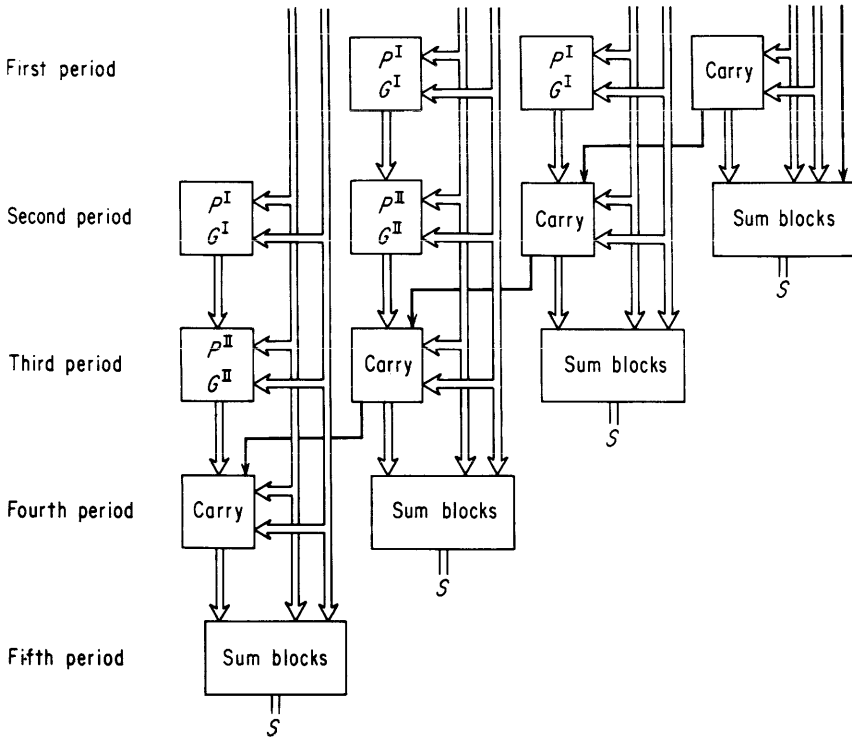 First period
P^I
G^I
P^I
G^I
Carry
Second period
P^I
G^I
P^III
G^II
Carry
Sum blocks
S
Third period
P^II
G^II
Carry
Sum blocks
S
Fourth period
Carry
Sum blocks
S
Fifth period
Sum blocks
S